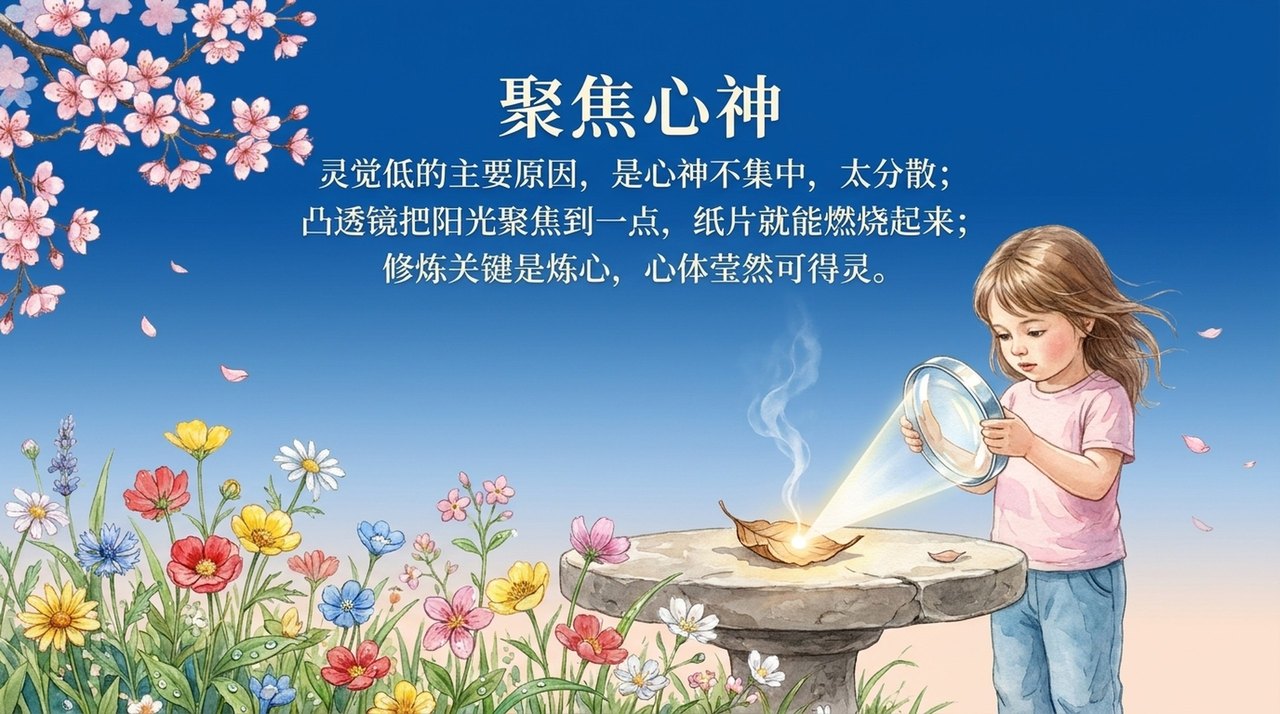 聚焦心神
灵觉低的主要原因，是心神不集中，太分散；
凸透镜把阳光聚焦到一点，纸片就能燃烧起来；
修炼关键是炼心，心体莹然可得灵。